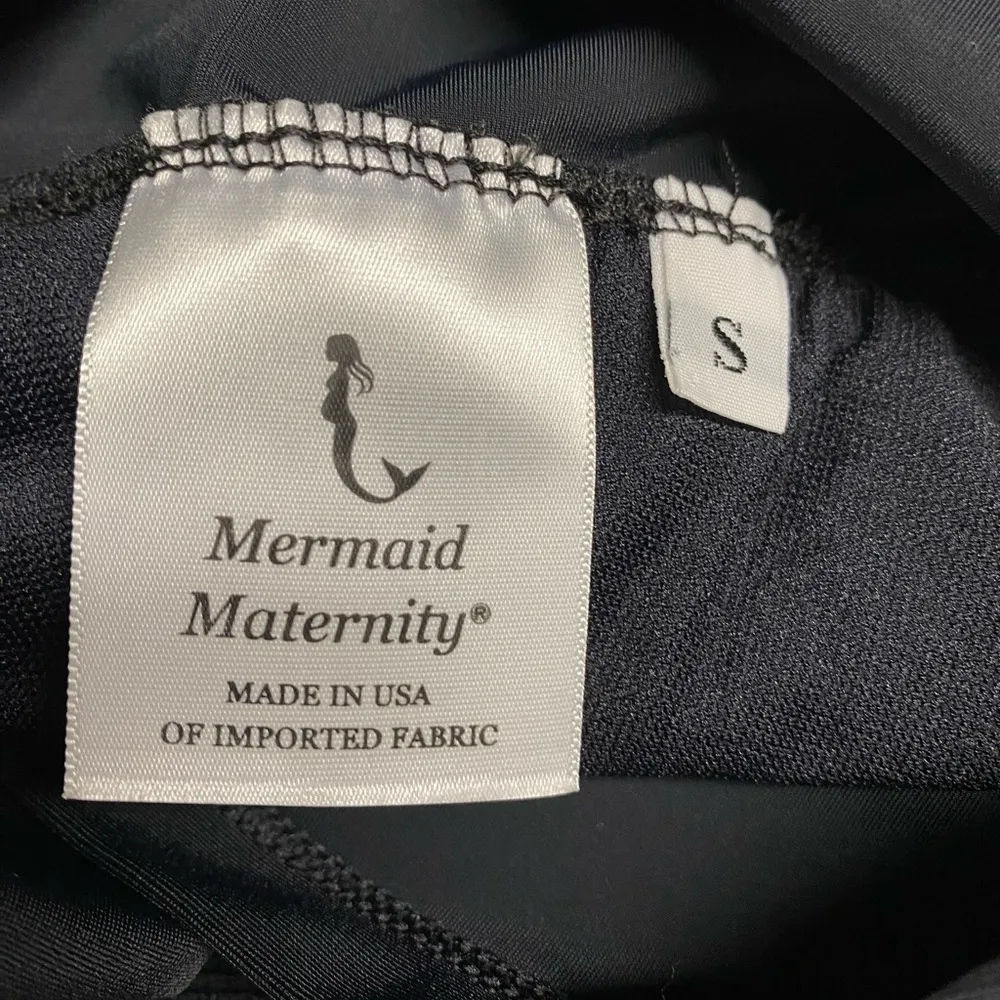 Mermaid
Maternity®
MADE IN USA
OF IMPORTED FABRIC
S